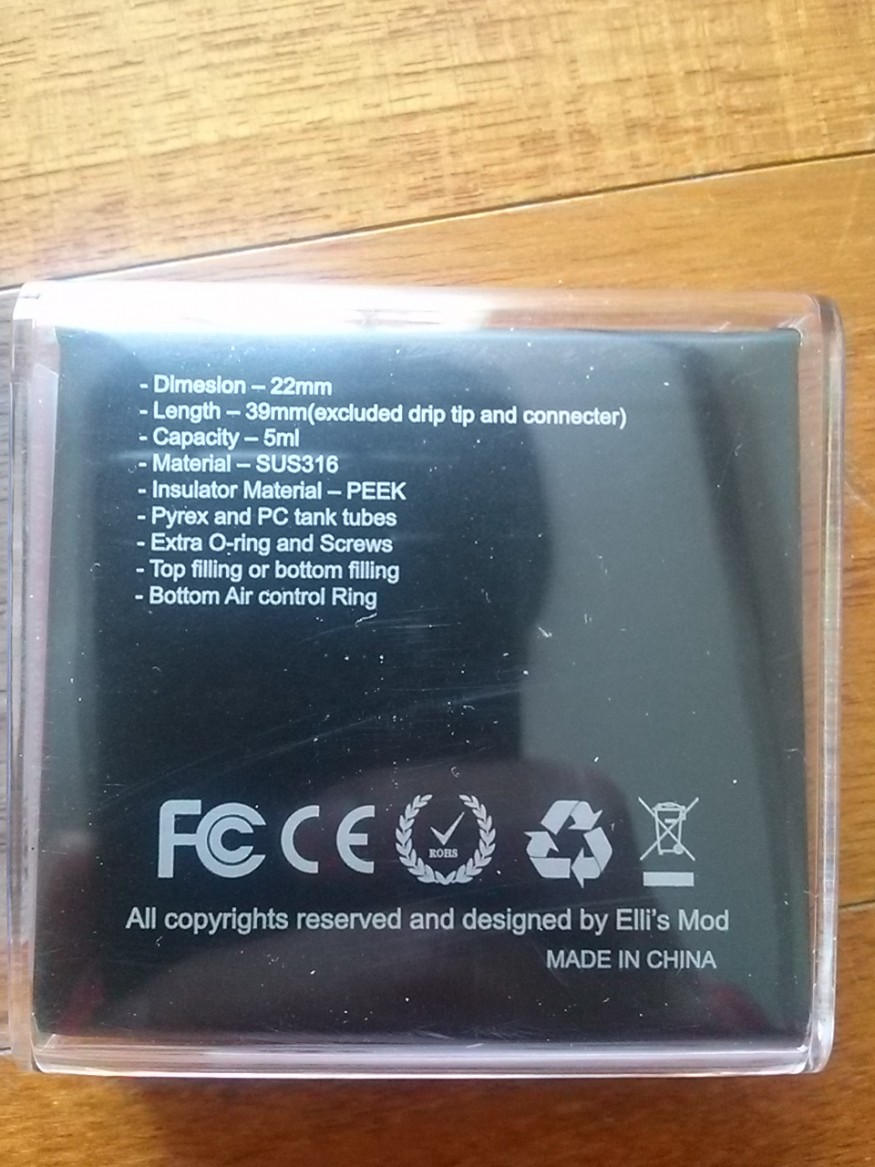 - Dimesion – 22mm
- Length – 39mm(excluded drip tip and connecter)
- Capacity – 5ml
- Material – SUS316
- Insulator Material – PEEK
- Pyrex and PC tank tubes
- Extra O-ring and Screws
- Top filling or bottom filling
- Bottom Air control Ring
FC CE ROHS
All copyrights reserved and designed by Elli's Mod
MADE IN CHINA